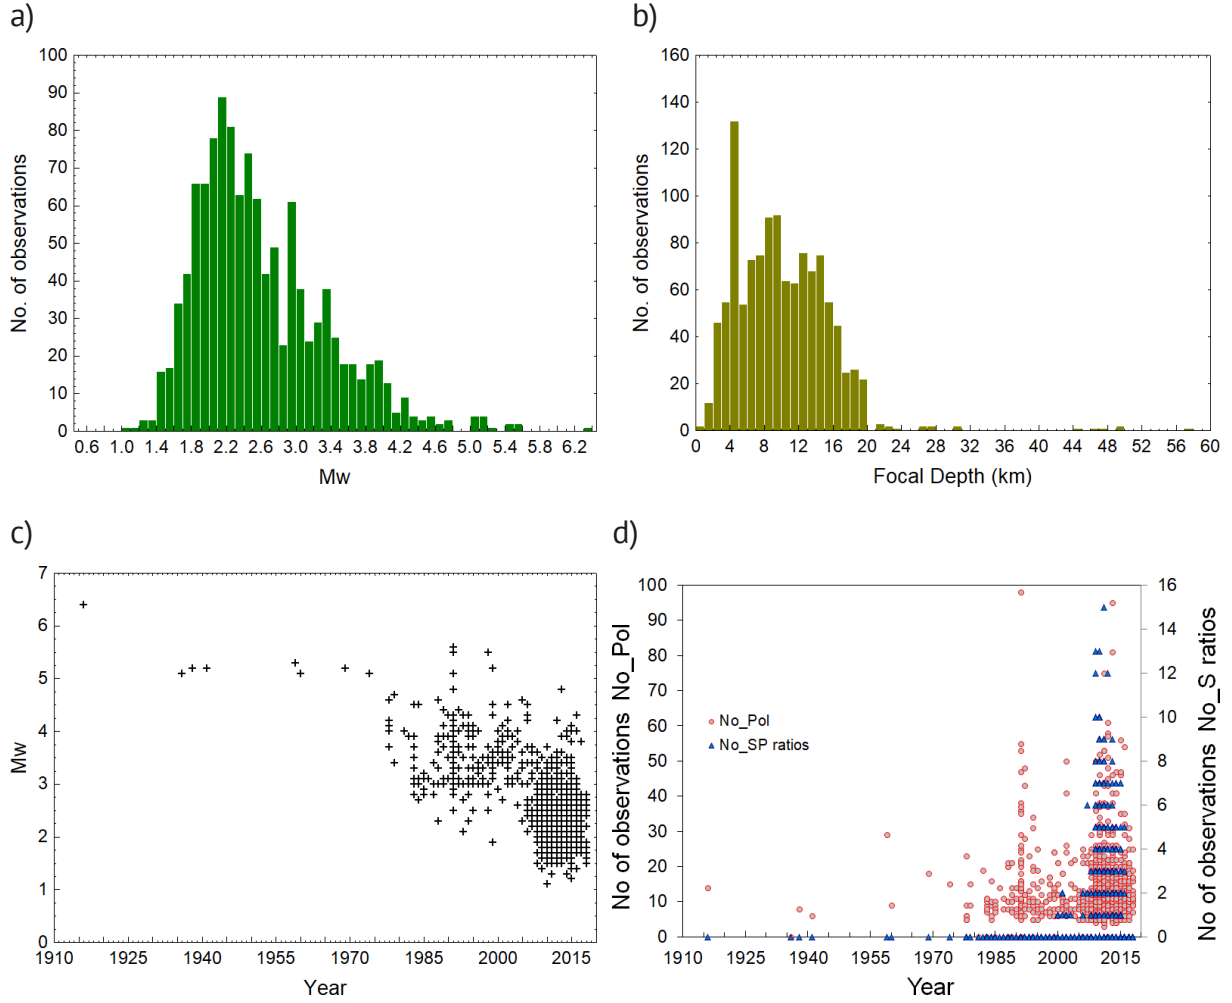 a)
b)
100
90
80
70
60
50
40
30
20
10
0
No. of observations
0.6 1.0 1.4 1.8 2.2 2.6 3.0 3.4 3.8 4.2 4.6 5.0 5.4 5.8 6.2
Mw
160
140
120
100
80
60
40
20
0
No. of observations
0 4 8 12 16 20 24 28 32 36 40 44 48 52 56 60
Focal Depth (km)
c)
d)
7
6
5
4
3
2
1
0
Mw
1910 1925 1940 1955 1970 1985 2000 2015
Year
100
90
80
70
60
50
40
30
20
10
0
No of observations No_Pol
No_Pol
No_SP ratios
16
14
12
10
8
6
4
2
0
No of observations No_S ratios
1910 1925 1940 1955 1970 1985 2000 2015
Year